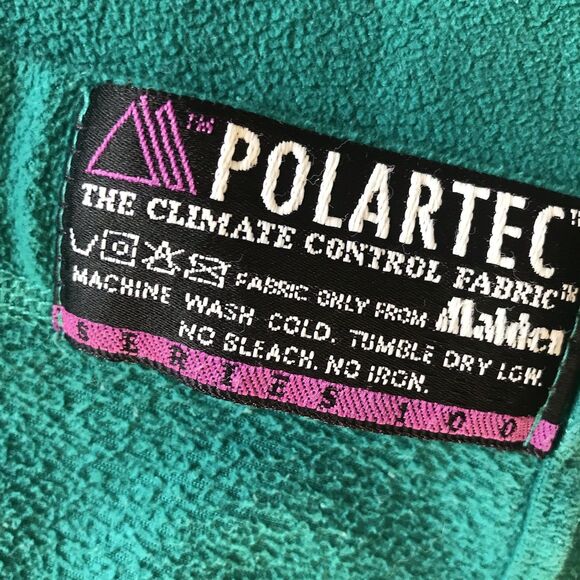 ™ POLARTEC™
THE CLIMATE CONTROL FABRIC™
FABRIC ONLY FROM Malden
MACHINE WASH COLD. TUMBLE DRY LOW.
NO BLEACH. NO IRON.
SERIES 100